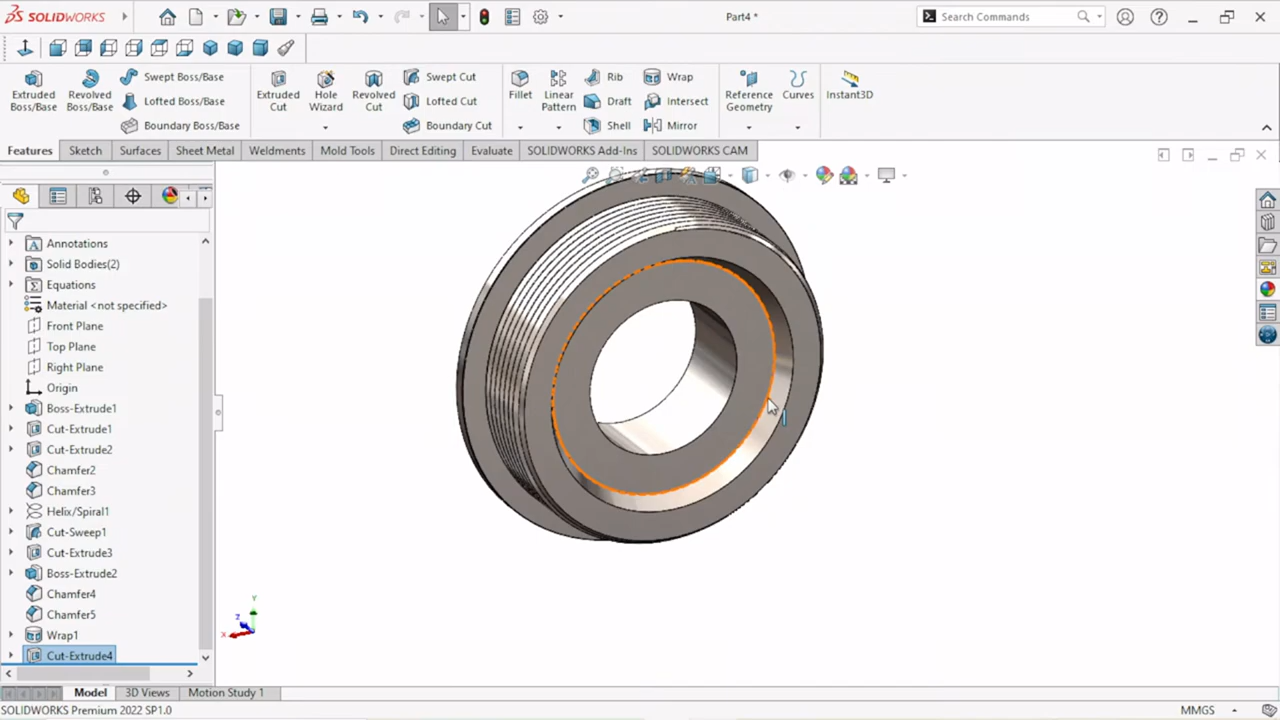 SOLIDWORKS
Part4 *
Search Commands
Extruded Boss/Base
Revolved Boss/Base
Swept Boss/Base
Lofted Boss/Base
Boundary Boss/Base
Extruded Cut
Hole Wizard
Revolved Cut
Swept Cut
Lofted Cut
Boundary Cut
Fillet
Linear Pattern
Rib
Draft
Shell
Wrap
Intersect
Mirror
Reference Geometry
Curves
Instant3D
Features
Sketch
Surfaces
Sheet Metal
Weldments
Mold Tools
Direct Editing
Evaluate
SOLIDWORKS Add-Ins
SOLIDWORKS CAM
Annotations
Solid Bodies(2)
Equations
Material <not specified>
Front Plane
Top Plane
Right Plane
Origin
Boss-Extrude1
Cut-Extrude1
Cut-Extrude2
Chamfer2
Chamfer3
Helix/Spiral1
Cut-Sweep1
Cut-Extrude3
Boss-Extrude2
Chamfer4
Chamfer5
Wrap1
Cut-Extrude4
Y
Z
X
Model
3D Views
Motion Study 1
SOLIDWORKS Premium 2022 SP1.0
MMGS